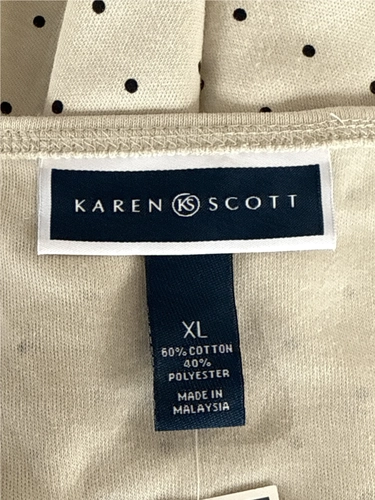 KAREN KS SCOTT
XL
60% COTTON
40%
POLYESTER
MADE IN
MALAYSIA